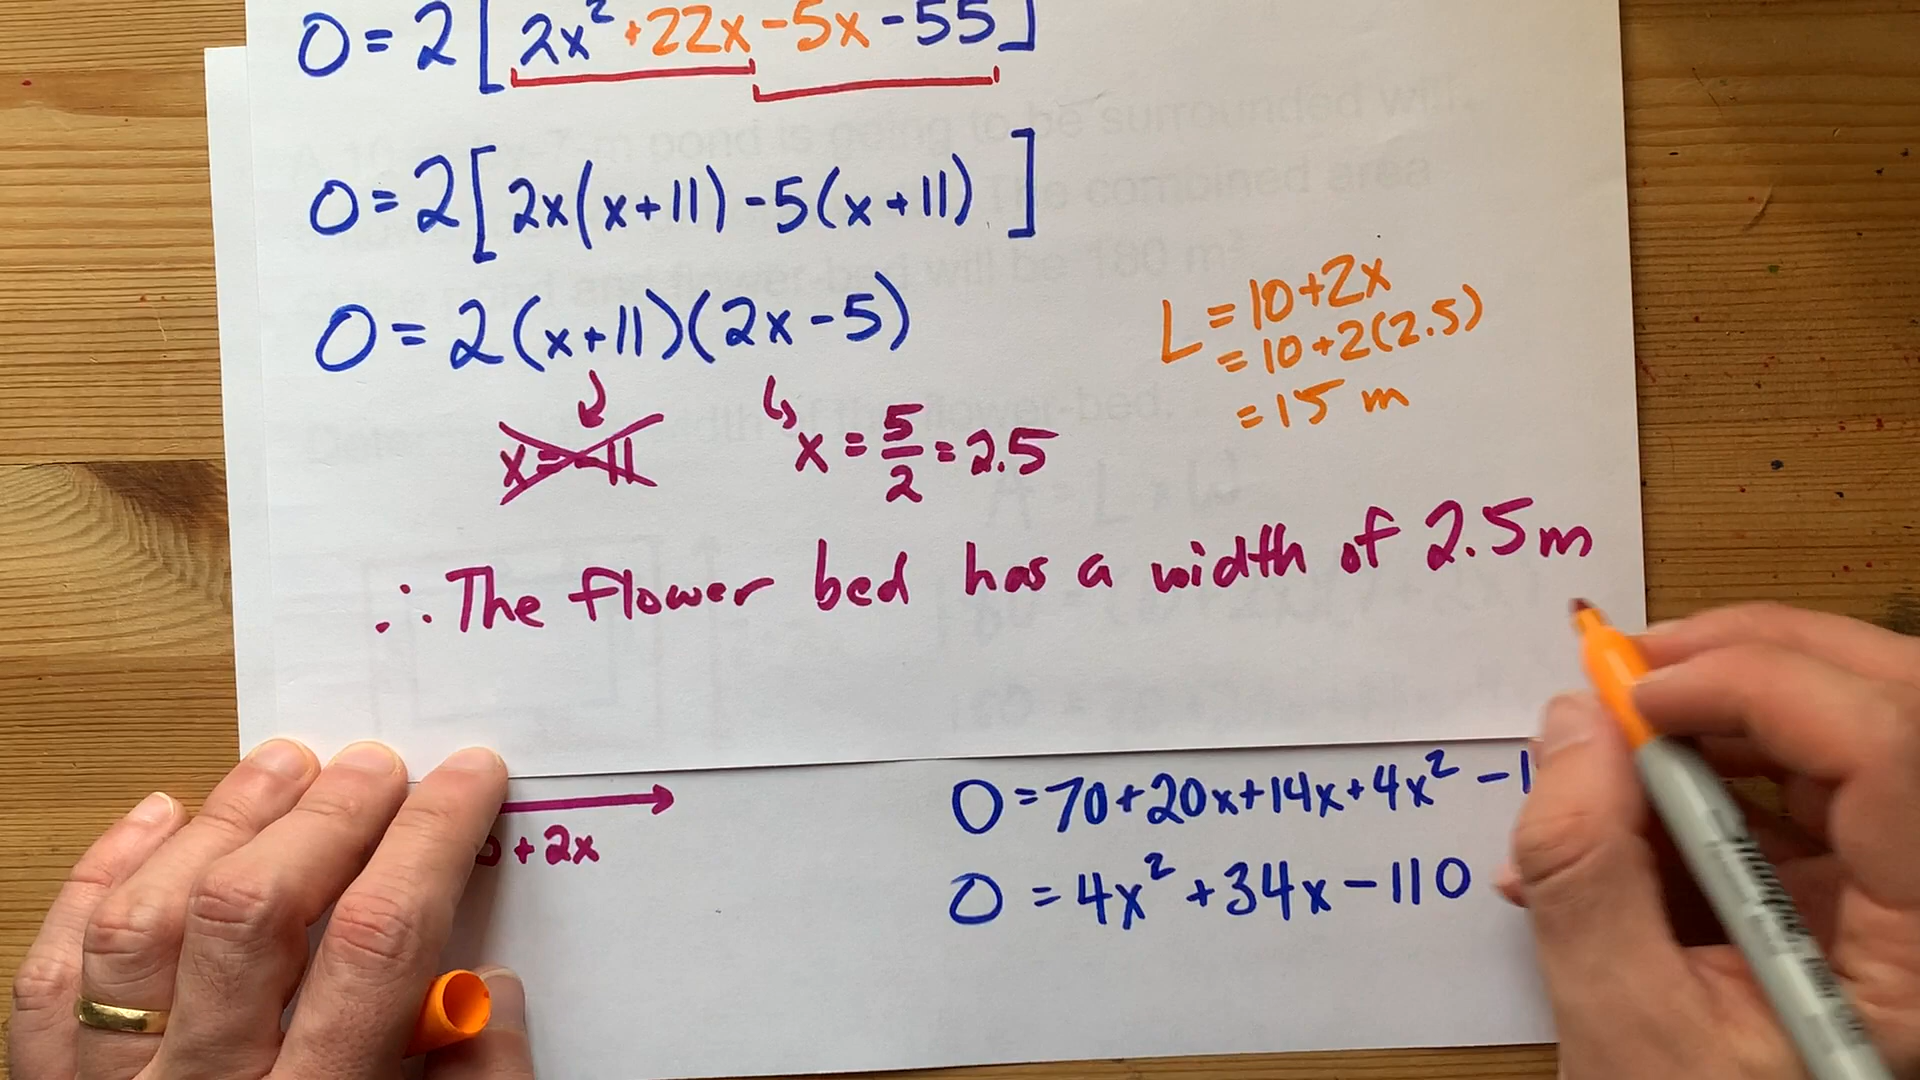 0 = 2[2x² +22x -5x -55]
0 = 2[2x(x+11) -5(x+11)]
0 = 2(x+11)(2x-5)
x = -11
x = 5/2 = 2.5
L = 10+2x
= 10+2(2.5)
= 15 m
∴ The flower bed has a width of 2.5m
+ 2x
0 = 70+20x+14x+4x² - 1
0 = 4x² +34x -110